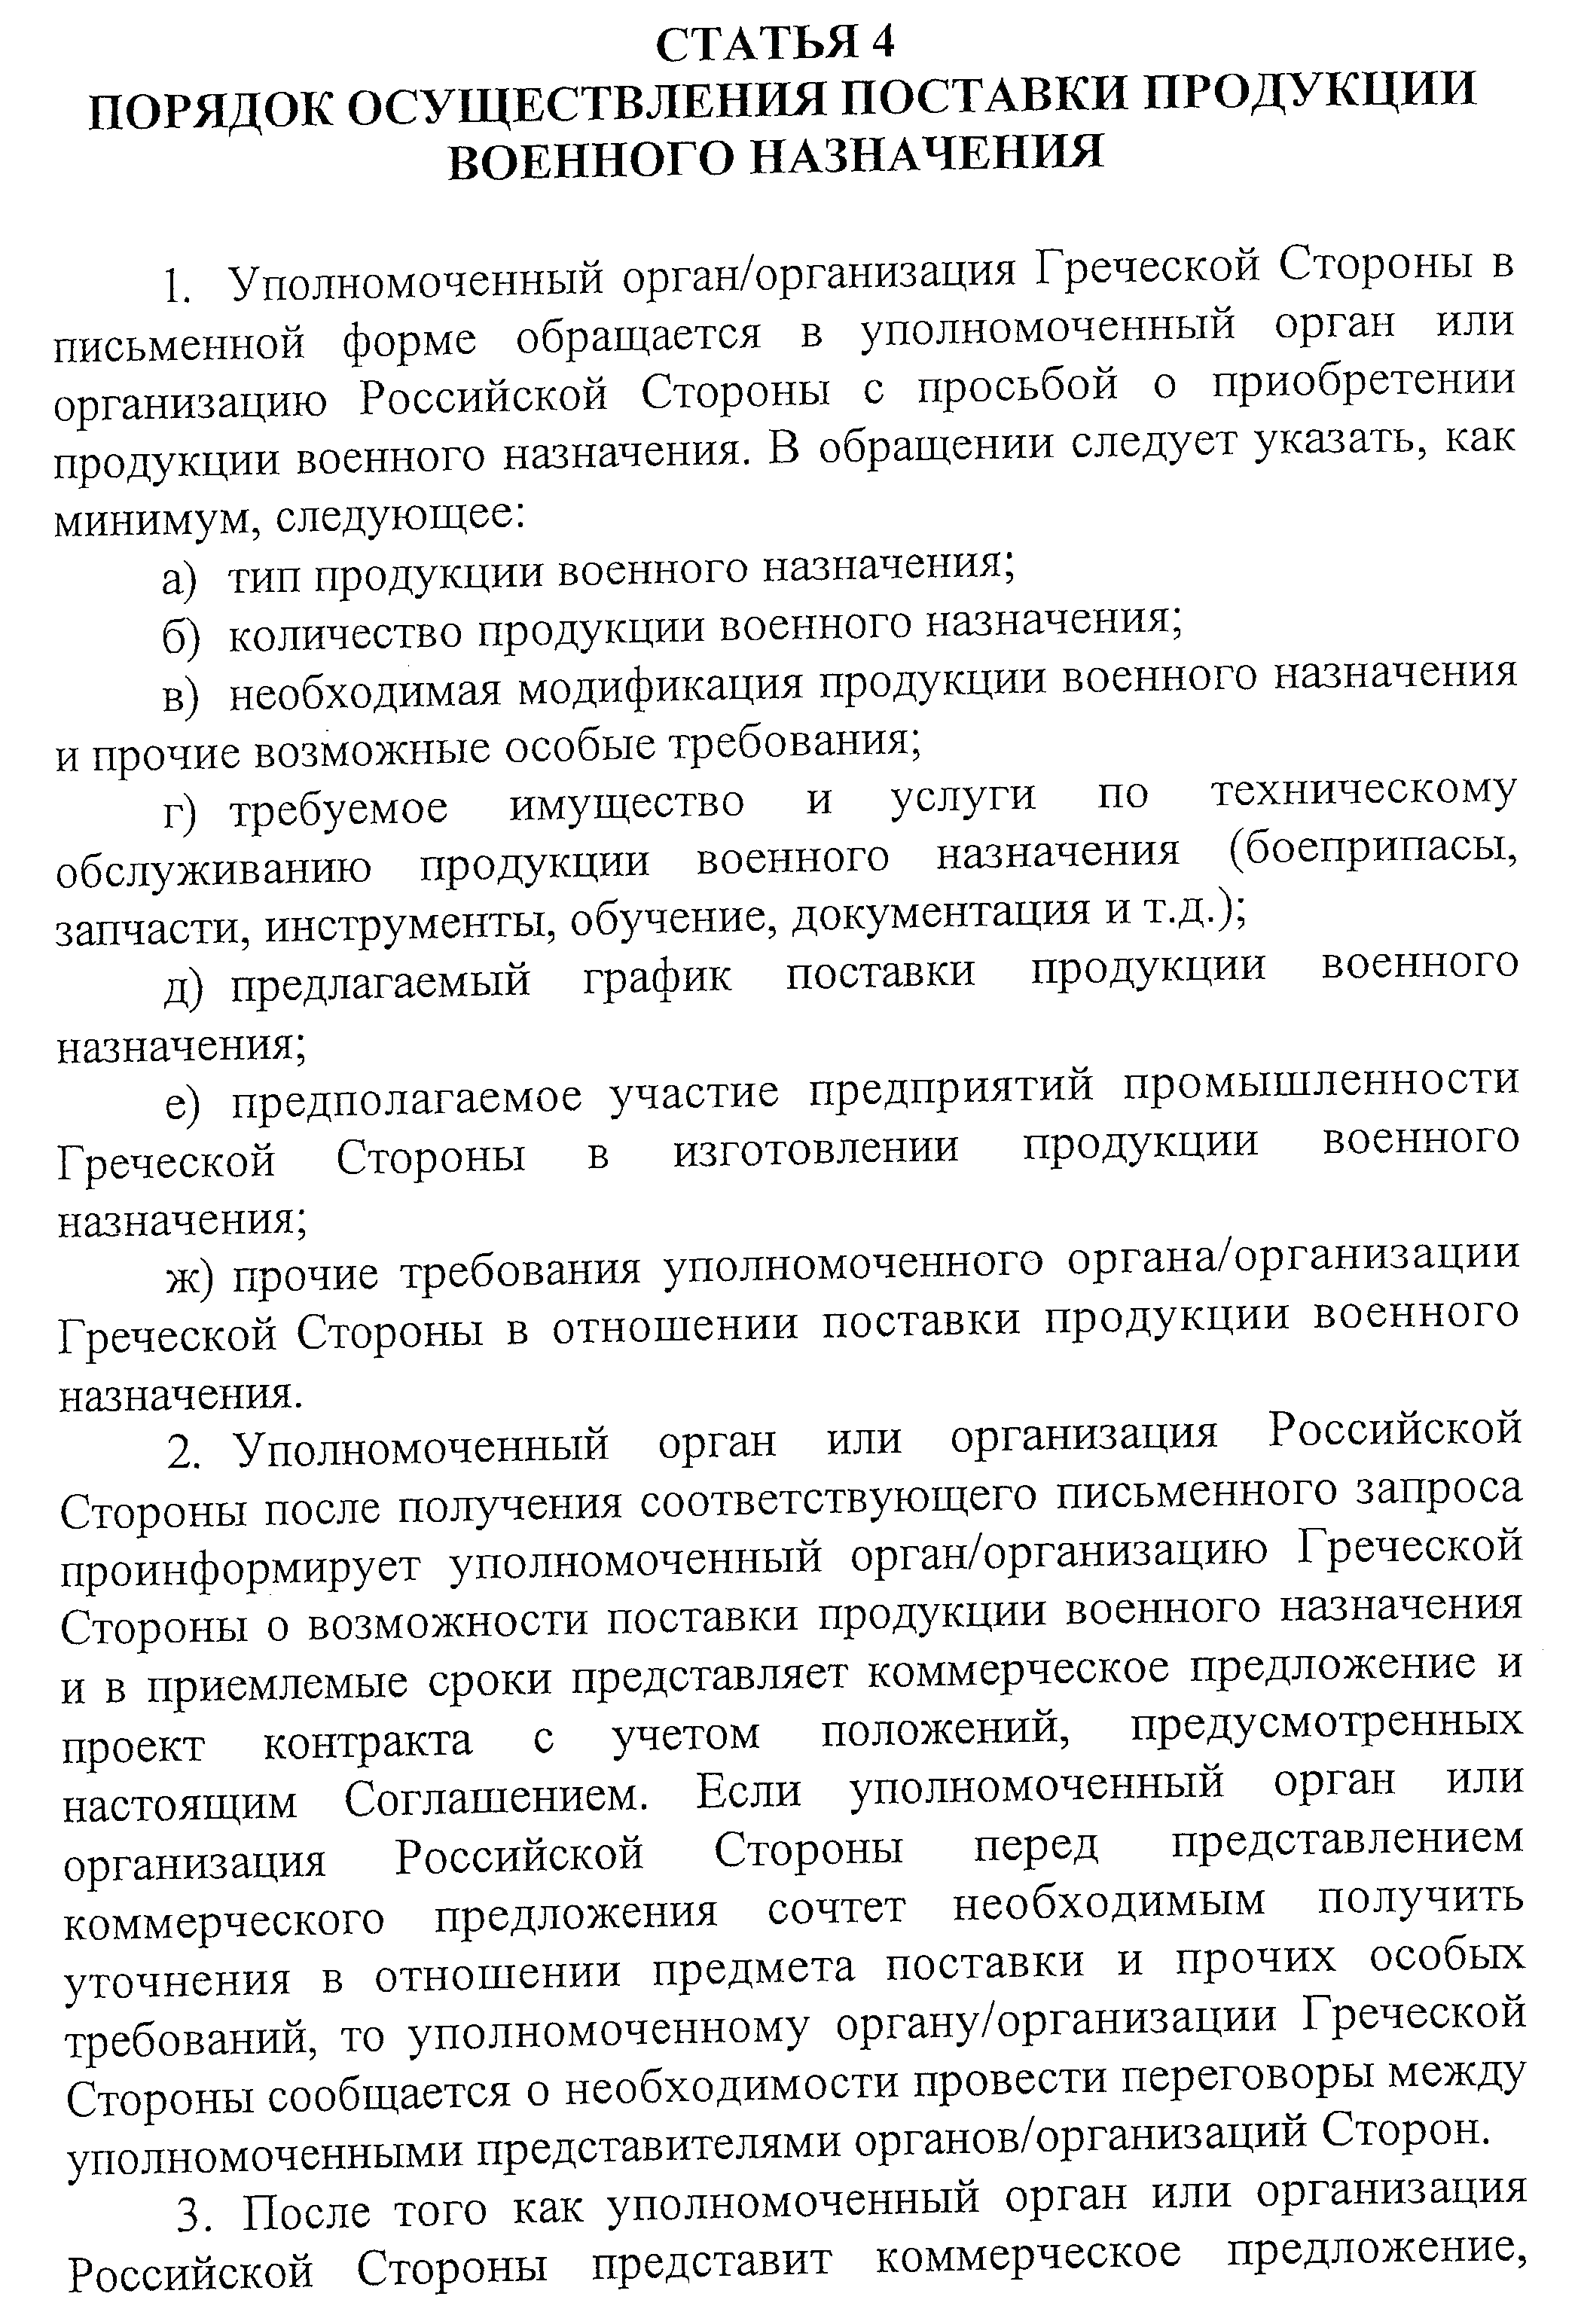 СТАТЬЯ 4
ПОРЯДОК ОСУЩЕСТВЛЕНИЯ ПОСТАВКИ ПРОДУКЦИИ
ВОЕННОГО НАЗНАЧЕНИЯ
1. Уполномоченный орган/организация Греческой Стороны в
письменной форме обращается в уполномоченный орган или
организацию Российской Стороны с просьбой о приобретении
продукции военного назначения. В обращении следует указать, как
минимум, следующее:
а) тип продукции военного назначения;
б) количество продукции военного назначения;
в) необходимая модификация продукции военного назначения
и прочие возможные особые требования;
г) требуемое имущество и услуги по техническому
обслуживанию продукции военного назначения (боеприпасы,
запчасти, инструменты, обучение, документация и т.д.);
д) предлагаемый график поставки продукции военного
назначения;
е) предполагаемое участие предприятий промышленности
Греческой Стороны в изготовлении продукции военного
назначения;
ж) прочие требования уполномоченного органа/организации
Греческой Стороны в отношении поставки продукции военного
назначения.
2. Уполномоченный орган или организация Российской
Стороны после получения соответствующего письменного запроса
проинформирует уполномоченный орган/организацию Греческой
Стороны о возможности поставки продукции военного назначения
и в приемлемые сроки представляет коммерческое предложение и
проект контракта с учетом положений, предусмотренных
настоящим Соглашением. Если уполномоченный орган или
организация Российской Стороны перед представлением
коммерческого предложения сочтет необходимым получить
уточнения в отношении предмета поставки и прочих особых
требований, то уполномоченному органу/организации Греческой
Стороны сообщается о необходимости провести переговоры между
уполномоченными представителями органов/организаций Сторон.
3. После того как уполномоченный орган или организация
Российской Стороны представит коммерческое предложение,